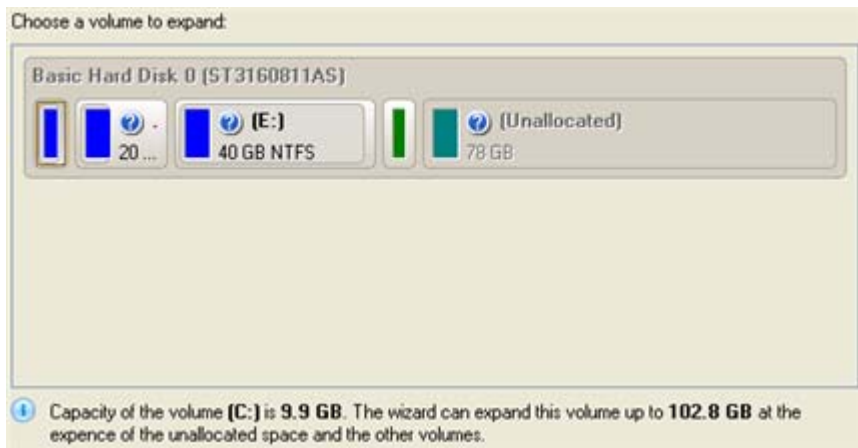 Choose a volume to expand:
Basic Hard Disk 0 (ST3160811AS)
20 ...
(E:)
40 GB NTFS
(Unallocated)
78 GB
Capacity of the volume (C:) is 9.9 GB. The wizard can expand this volume up to 102.8 GB at the
expence of the unallocated space and the other volumes.